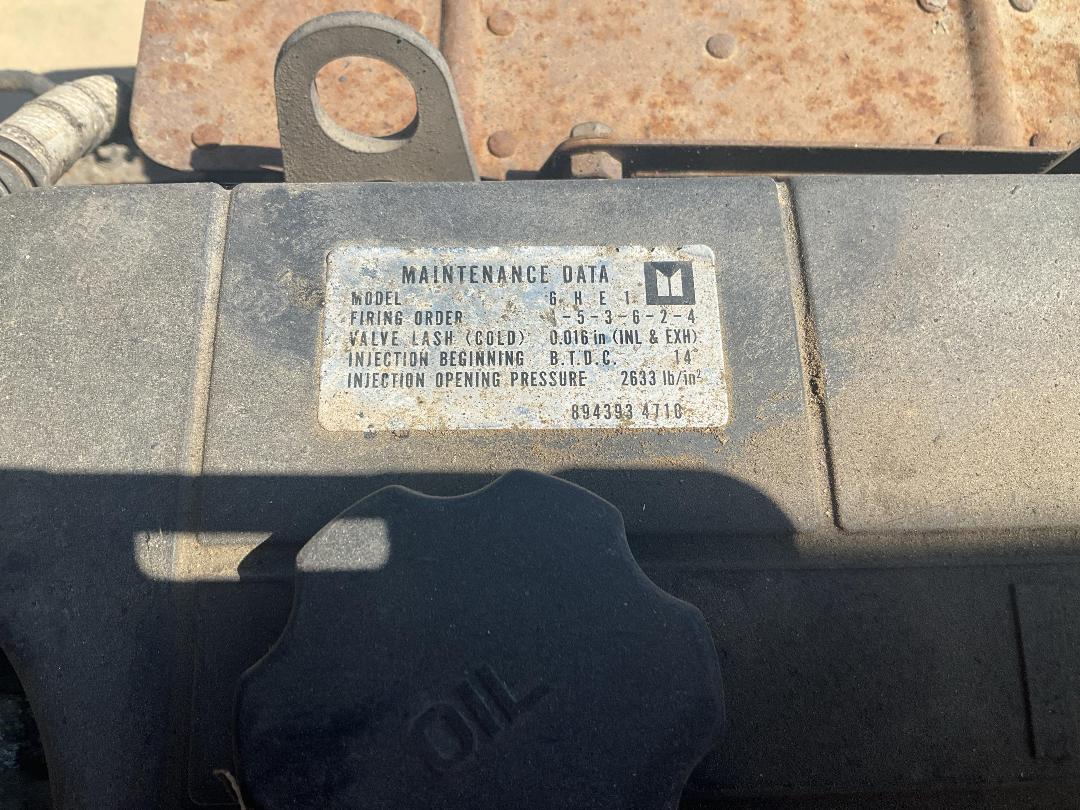 MAINTENANCE DATA
MODEL 6 H E 1
FIRING ORDER 1-5-3-6-2-4
VALVE LASH (COLD) 0.016 in (INL & EXH)
INJECTION BEGINNING B.T.D.C. 14°
INJECTION OPENING PRESSURE 2633 lb/in²
894393 4710
OIL